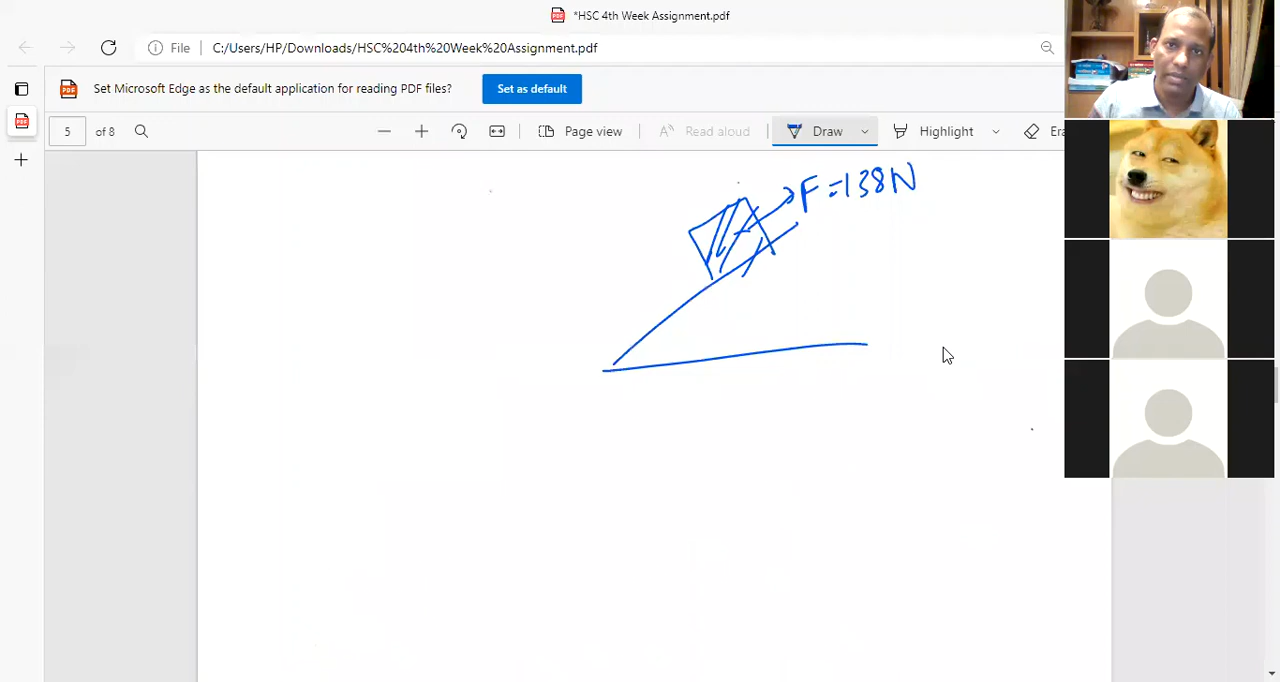 *HSC 4th Week Assignment.pdf
File C:/Users/HP/Downloads/HSC%204th%20Week%20Assignment.pdf
Set Microsoft Edge as the default application for reading PDF files? Set as default
5 of 8 Page view Read aloud Draw Highlight Era
F = 138N